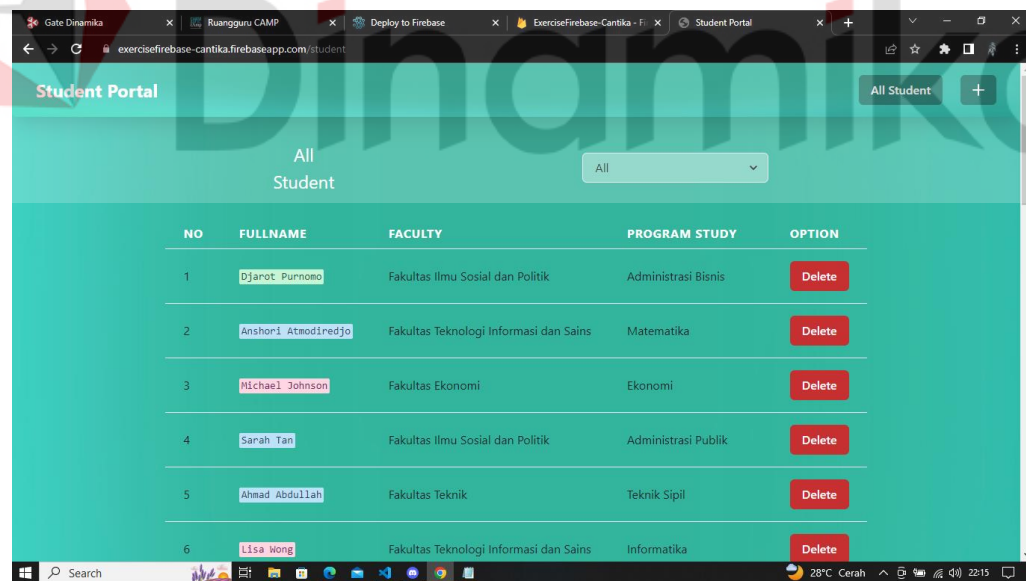 Gate Dinamika
Ruangguru CAMP
Deploy to Firebase
ExerciseFirebase-Cantika - Fi
Student Portal
exercisefirebase-cantika.firebaseapp.com/student
Student Portal
All Student
+
All
Student
All
NO FULLNAME FACULTY PROGRAM STUDY OPTION
1 Djarot Purnomo Fakultas Ilmu Sosial dan Politik Administrasi Bisnis Delete
2 Anshori Atmodiredjo Fakultas Teknologi Informasi dan Sains Matematika Delete
3 Michael Johnson Fakultas Ekonomi Ekonomi Delete
4 Sarah Tan Fakultas Ilmu Sosial dan Politik Administrasi Publik Delete
5 Ahmad Abdullah Fakultas Teknik Teknik Sipil Delete
6 Lisa Wong Fakultas Teknologi Informasi dan Sains Informatika Delete
Search
28°C Cerah
22:15
Dinamika